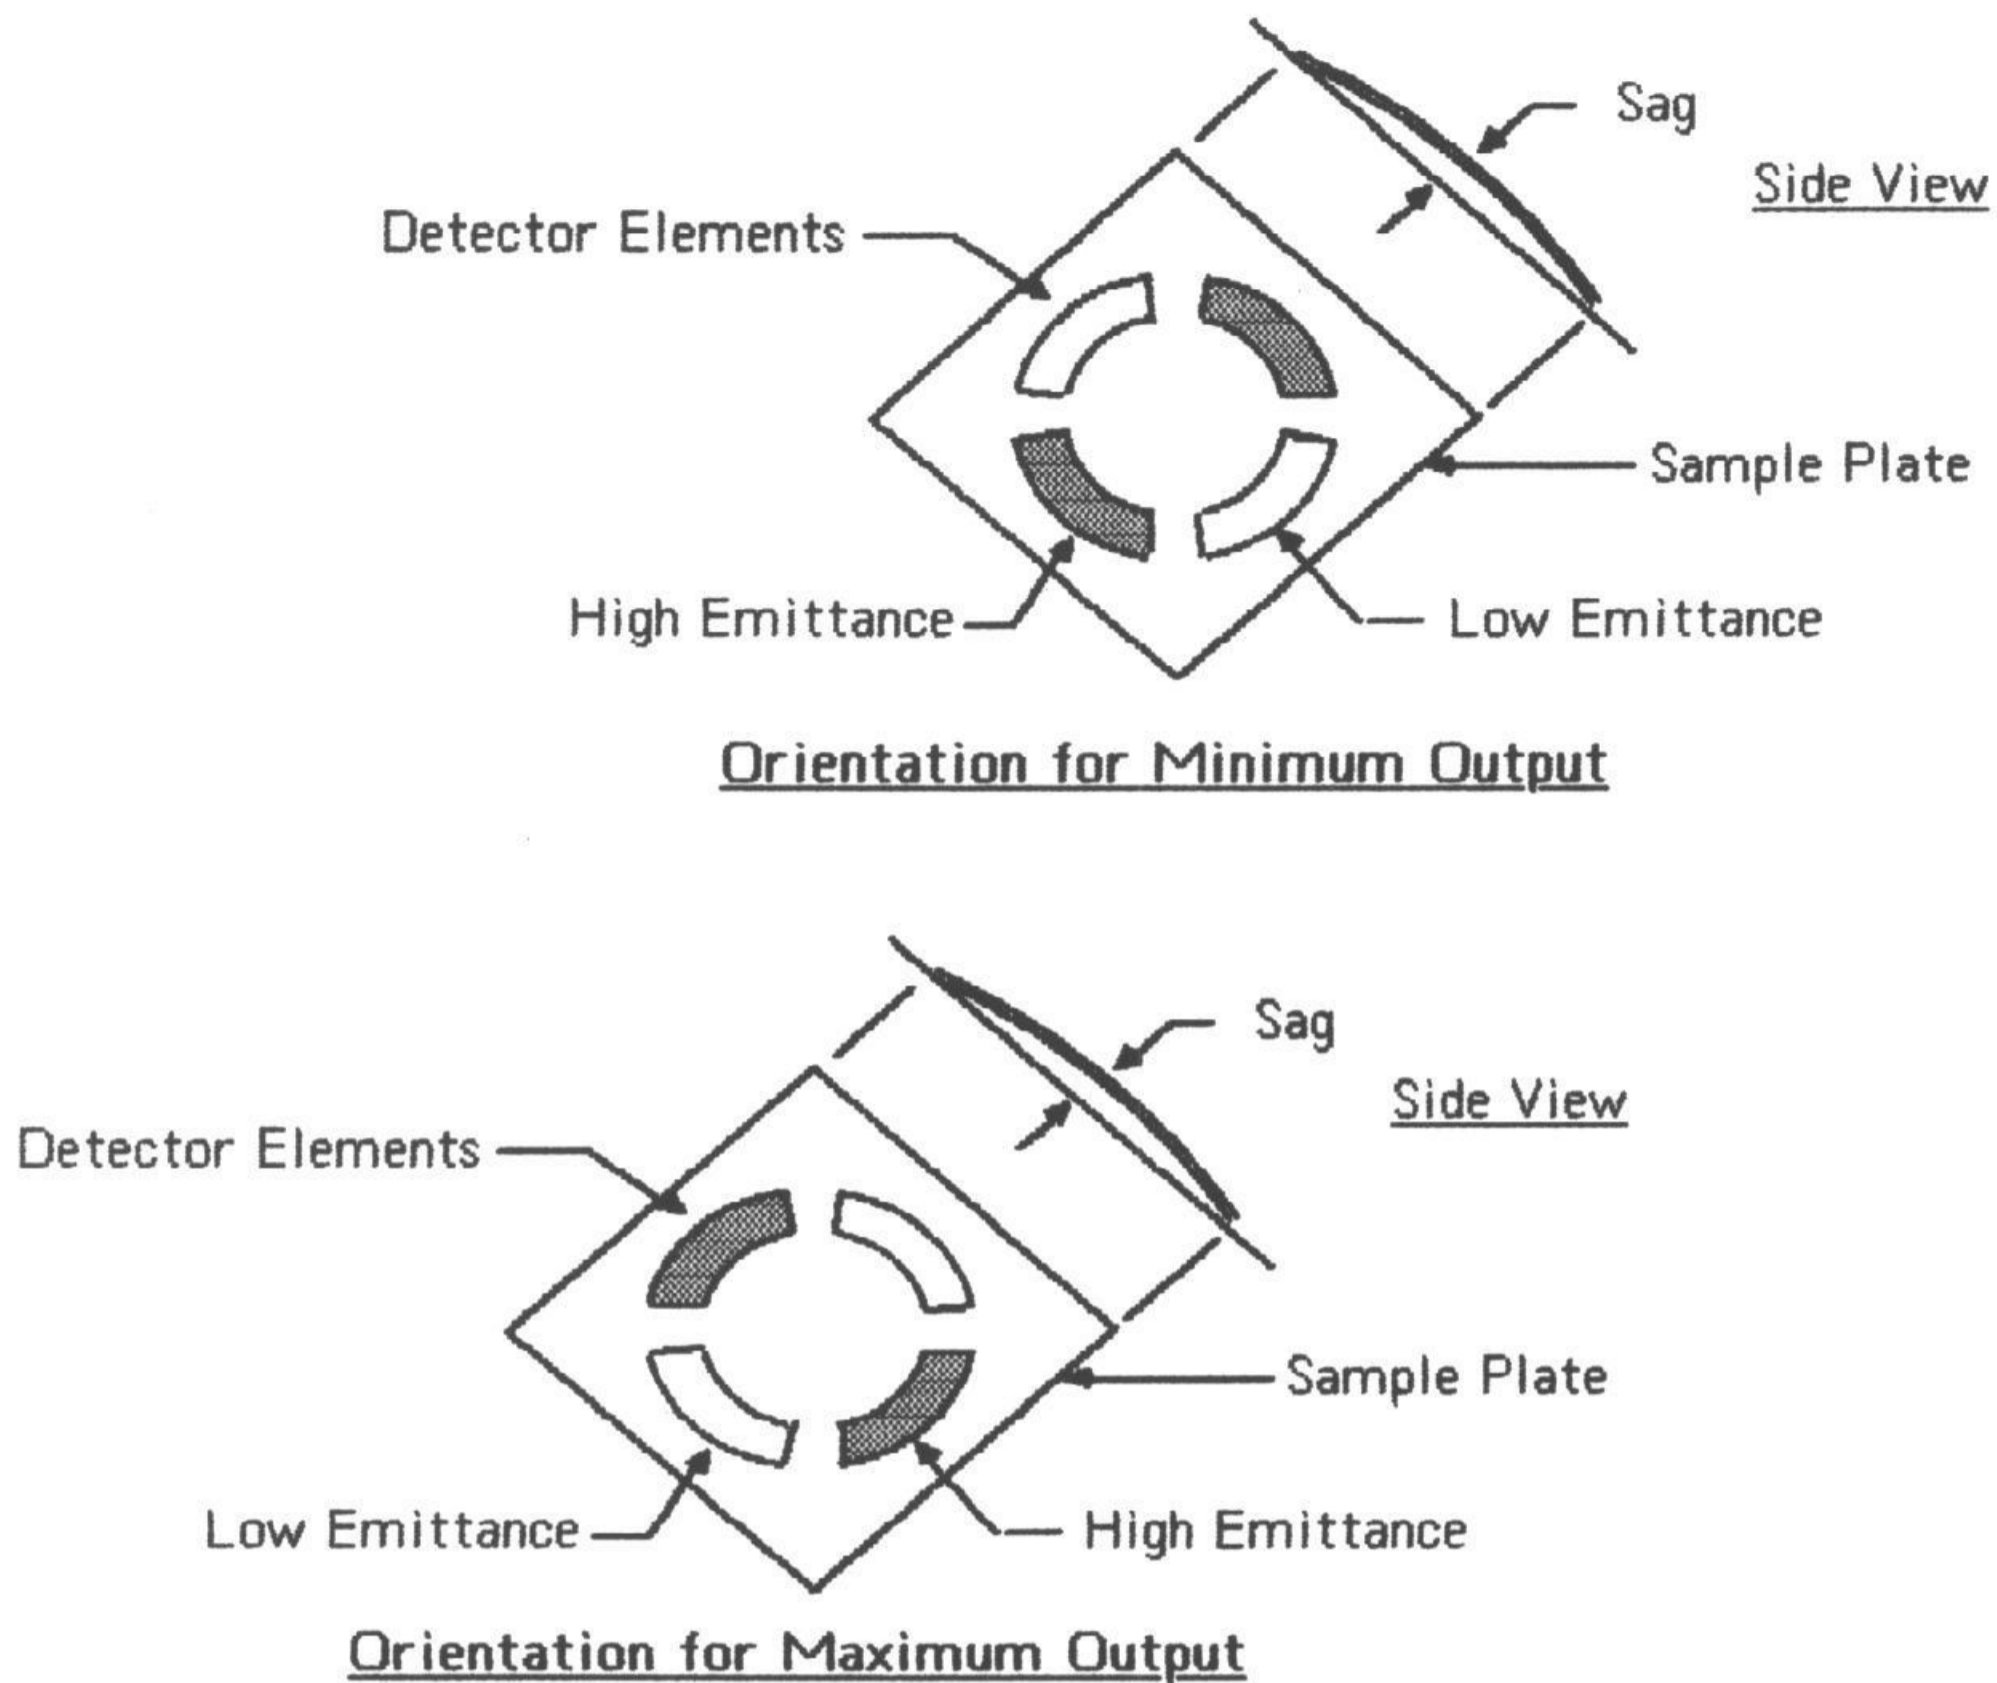 Sag
Side View
Detector Elements
Sample Plate
High Emittance
Low Emittance
Orientation for Minimum Output
Sag
Side View
Detector Elements
Sample Plate
Low Emittance
High Emittance
Orientation for Maximum Output